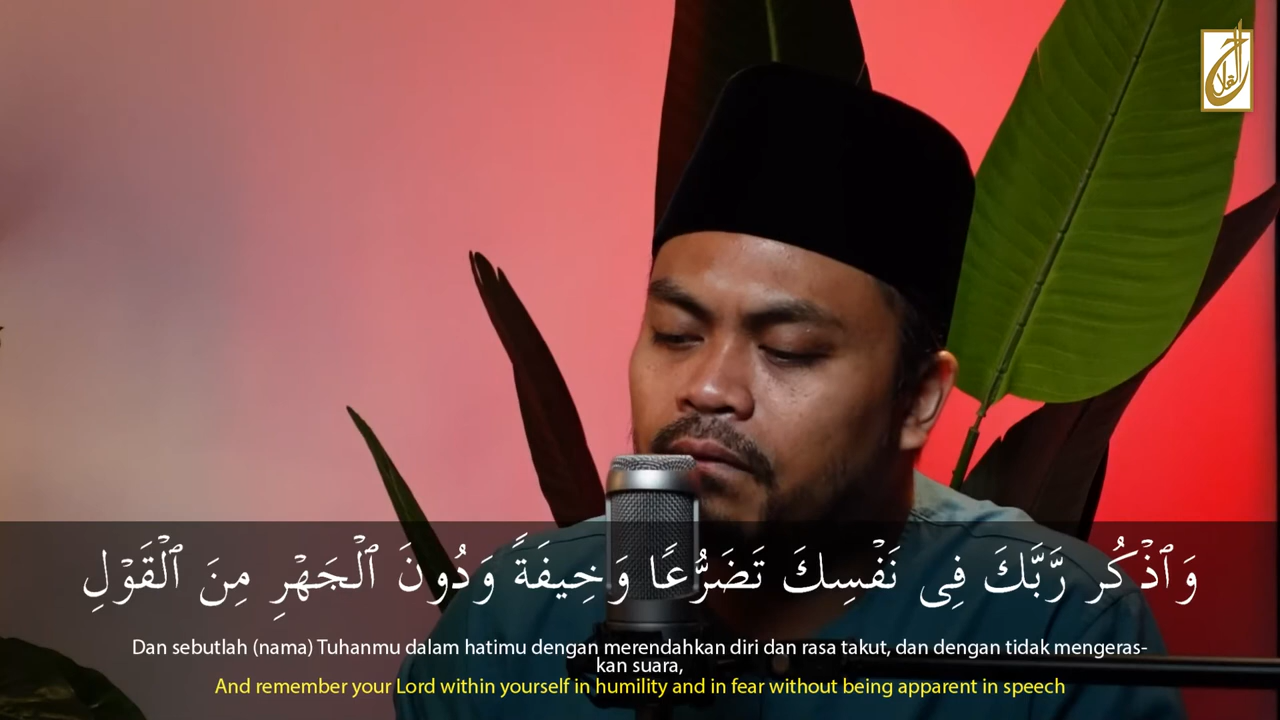 وَٱذْكُر رَّبَّكَ فِى نَفْسِكَ تَضَرُّعًا وَخِيفَةً وَدُونَ ٱلْجَهْرِ مِنَ ٱلْقَوْلِ
Dan sebutlah (nama) Tuhanmu dalam hatimu dengan merendahkan diri dan rasa takut, dan dengan tidak mengeras-
kan suara,
And remember your Lord within yourself in humility and in fear without being apparent in speech